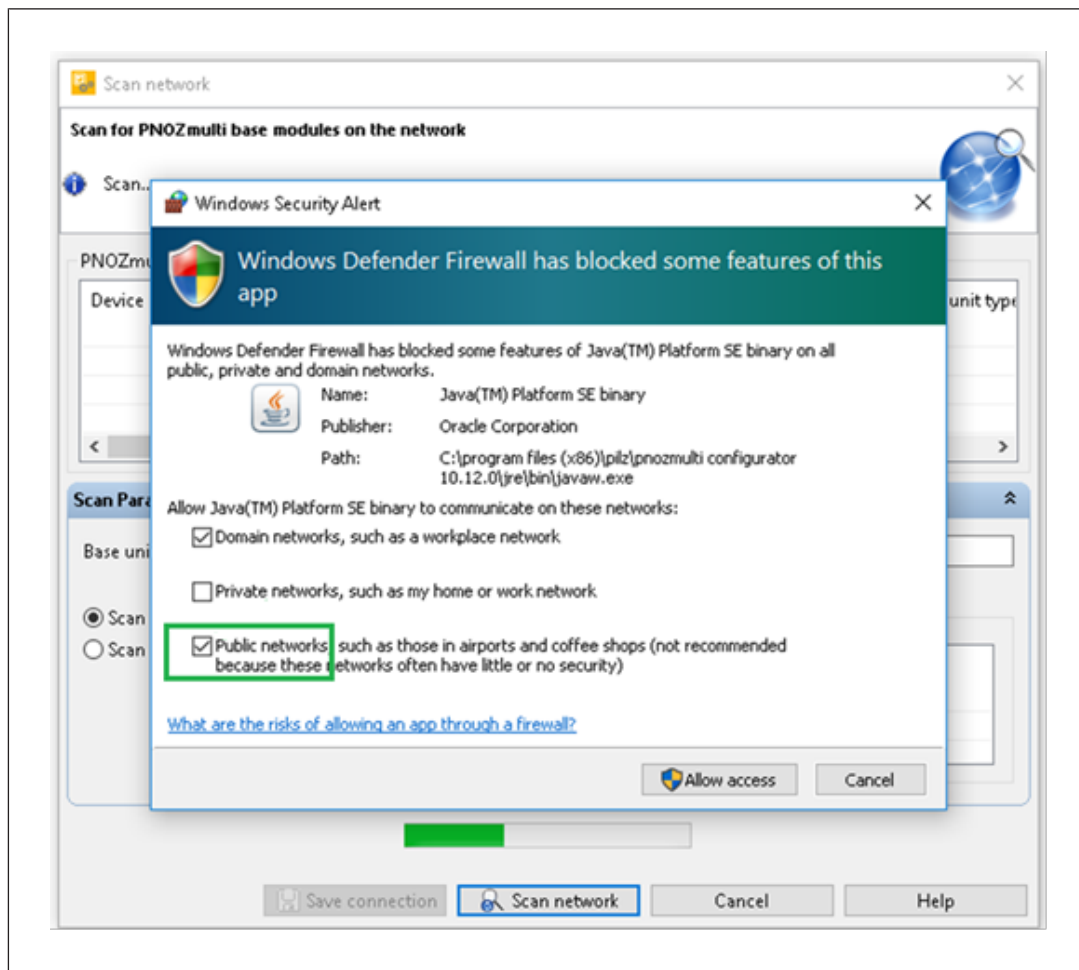 Scan network
Scan for PNOZmulti base modules on the network
Scan..
Windows Security Alert
Windows Defender Firewall has blocked some features of this
app
Windows Defender Firewall has blocked some features of Java(TM) Platform SE binary on all
public, private and domain networks.
Name: Java(TM) Platform SE binary
Publisher: Oracle Corporation
Path: C:\program files (x86)\pilz\pnozmulti configurator
10.12.0\jre\bin\javaw.exe
Allow Java(TM) Platform SE binary to communicate on these networks:
Domain networks, such as a workplace network
Private networks, such as my home or work network
Public networks, such as those in airports and coffee shops (not recommended
because these networks often have little or no security)
What are the risks of allowing an app through a firewall?
Allow access Cancel
PNOZmu
Device
unit type
Scan Para
Base uni
Scan
Scan
Save connection Scan network Cancel Help